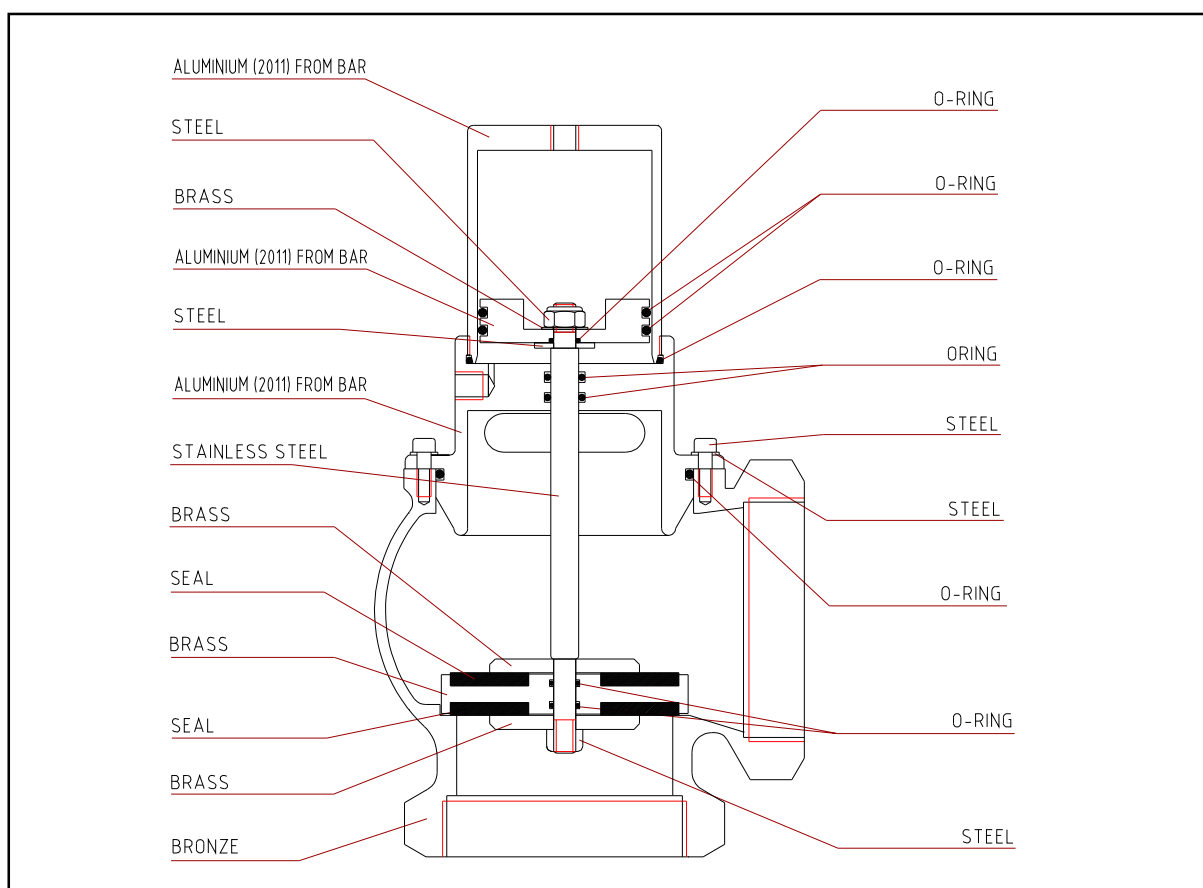 ALUMINIUM (2011) FROM BAR
STEEL
BRASS
ALUMINIUM (2011) FROM BAR
STEEL
ALUMINIUM (2011) FROM BAR
STAINLESS STEEL
BRASS
SEAL
BRASS
SEAL
BRASS
BRONZE
O-RING
O-RING
O-RING
ORING
STEEL
STEEL
O-RING
O-RING
STEEL